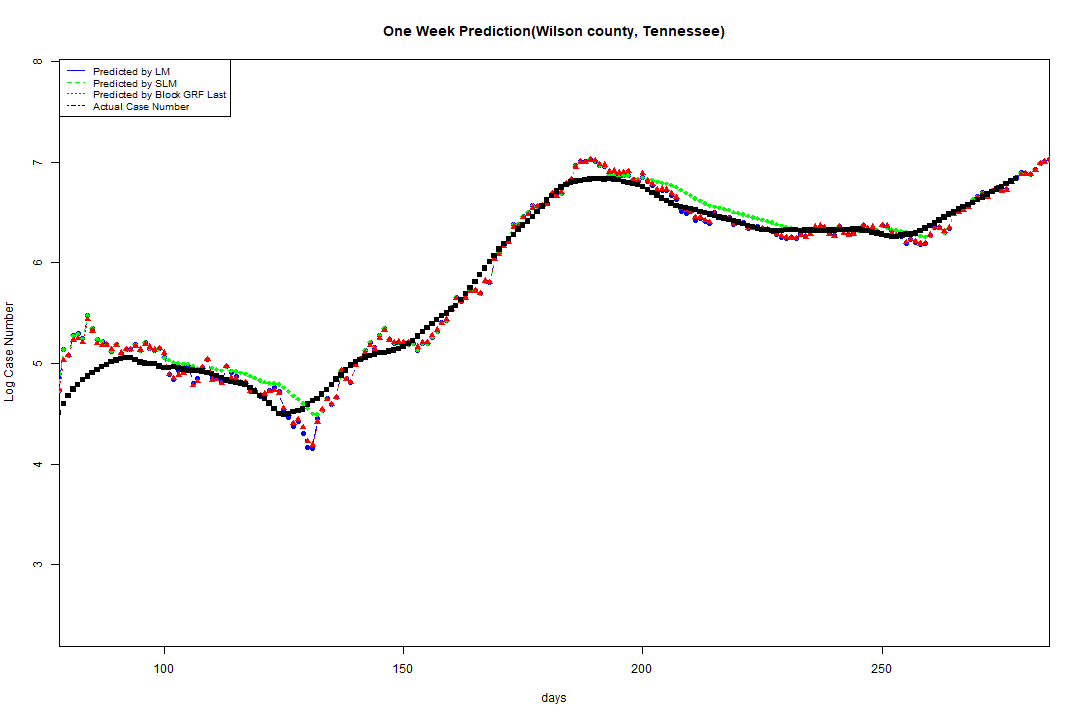 One Week Prediction(Wilson county, Tennessee)
Predicted by LM
Predicted by SLM
Predicted by Block GRF Last
Actual Case Number
Log Case Number
8
7
6
5
4
3
100 150 200 250
days